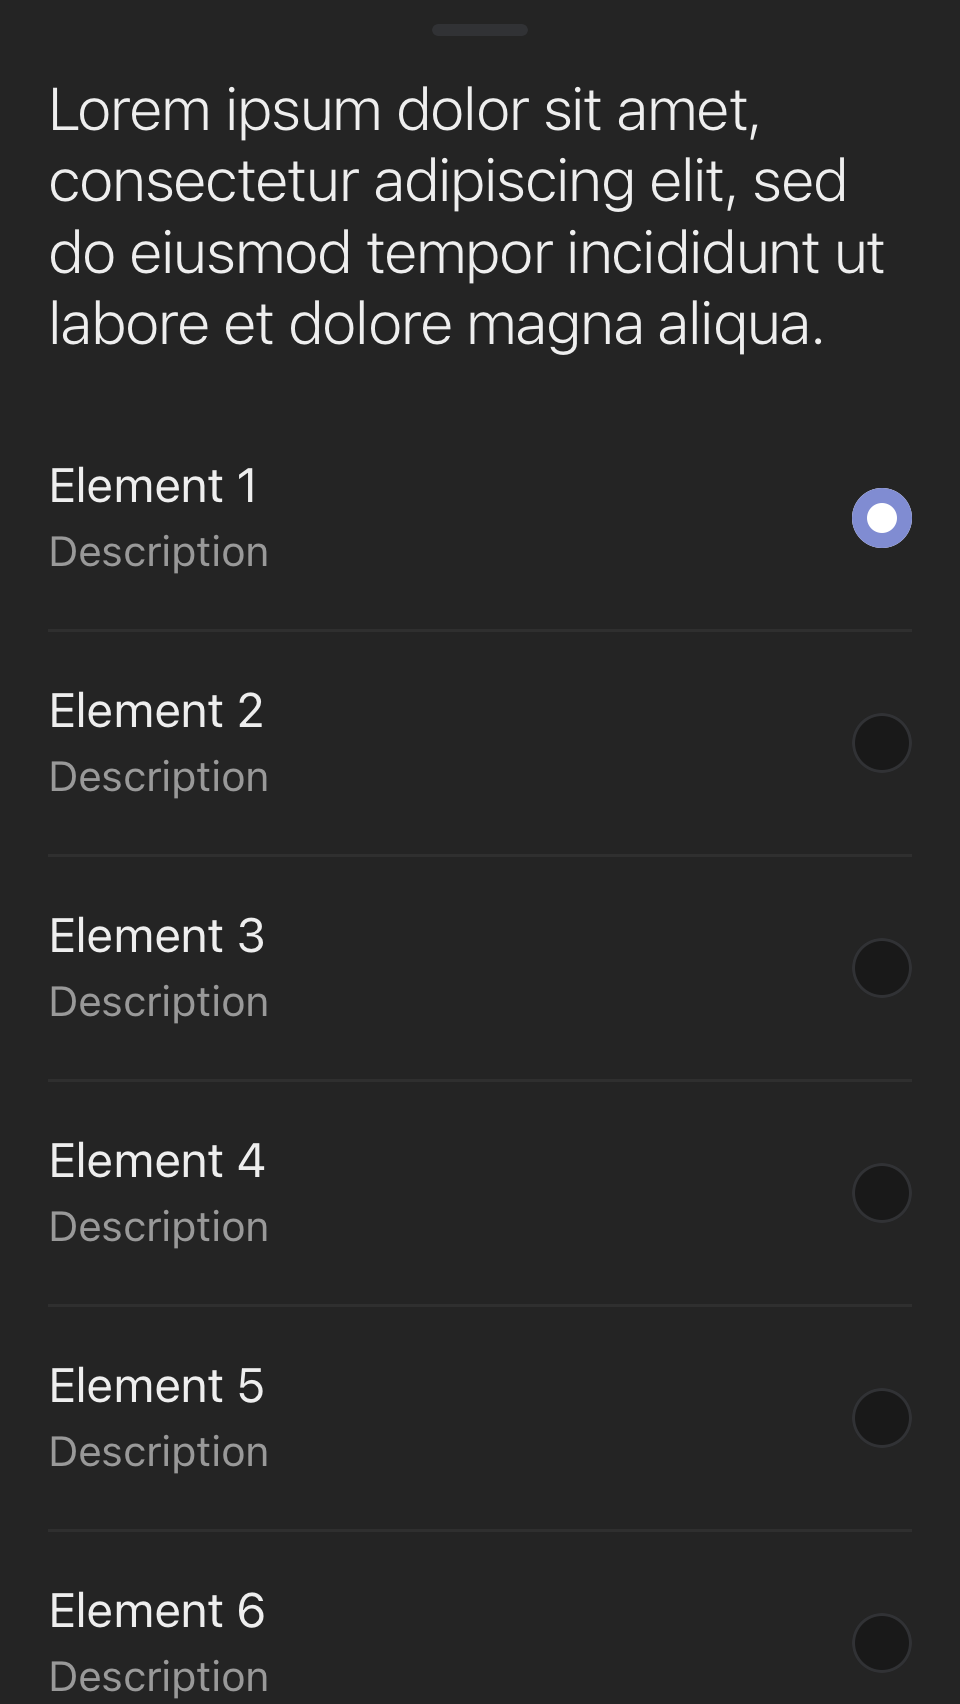 Lorem ipsum dolor sit amet,
consectetur adipiscing elit, sed
do eiusmod tempor incididunt ut
labore et dolore magna aliqua.
Element 1
Description
Element 2
Description
Element 3
Description
Element 4
Description
Element 5
Description
Element 6
Description